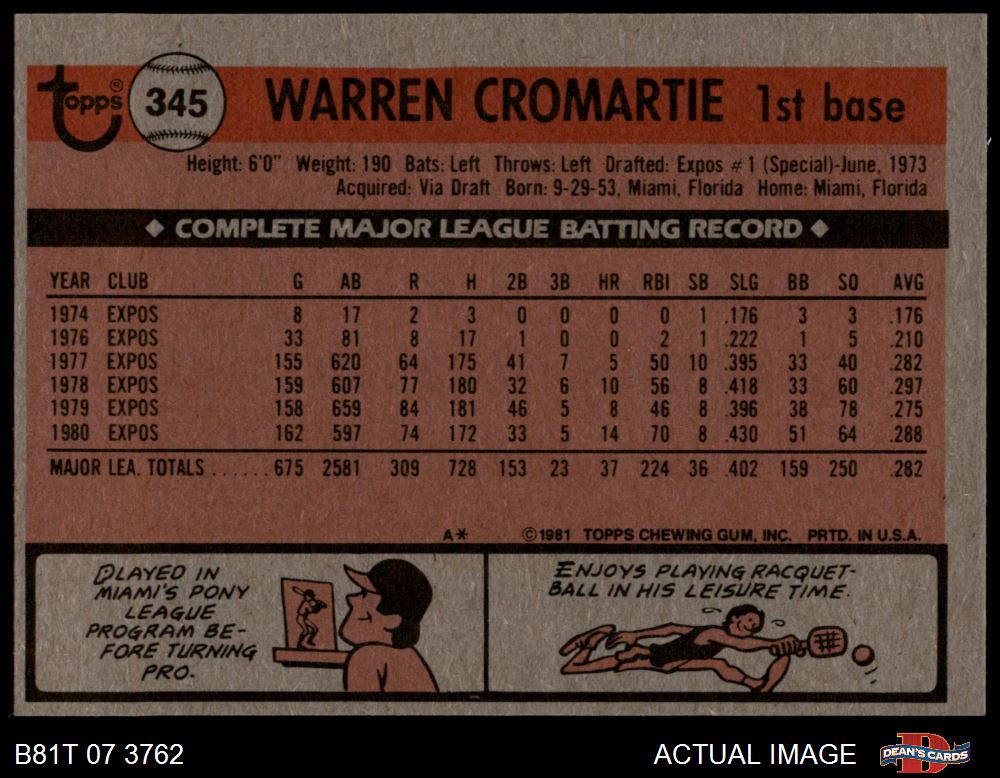 Topps ® 345 WARREN CROMARTIE 1st base
Height: 6'0" Weight: 190 Bats: Left Throws: Left Drafted: Expos #1 (Special)-June, 1973
Acquired: Via Draft Born: 9-29-53, Miami, Florida Home: Miami, Florida
◆ COMPLETE MAJOR LEAGUE BATTING RECORD ◆
YEAR CLUB G AB R H 2B 3B HR RBI SB SLG BB SO AVG
1974 EXPOS 8 17 2 3 0 0 0 0 1 .176 3 3 .176
1976 EXPOS 33 81 8 17 1 0 0 2 1 .222 1 5 .210
1977 EXPOS 155 620 64 175 41 7 5 50 10 .395 33 40 .282
1978 EXPOS 159 607 77 180 32 6 10 56 8 .418 33 60 .297
1979 EXPOS 158 659 84 181 46 5 8 46 8 .396 38 78 .275
1980 EXPOS 162 597 74 172 33 5 14 70 8 .430 51 64 .288
MAJOR LEA. TOTALS ...... 675 2581 309 728 153 23 37 224 36 .402 159 250 .282
A* ©1981 TOPPS CHEWING GUM, INC. PRTD. IN U.S.A.
PLAYED IN
MIAMI'S PONY
LEAGUE
PROGRAM BE-
FORE TURNING
PRO.
ENJOYS PLAYING RACQUET-
BALL IN HIS LEISURE TIME.
B81T 07 3762 ACTUAL IMAGE DEAN'S CARDS